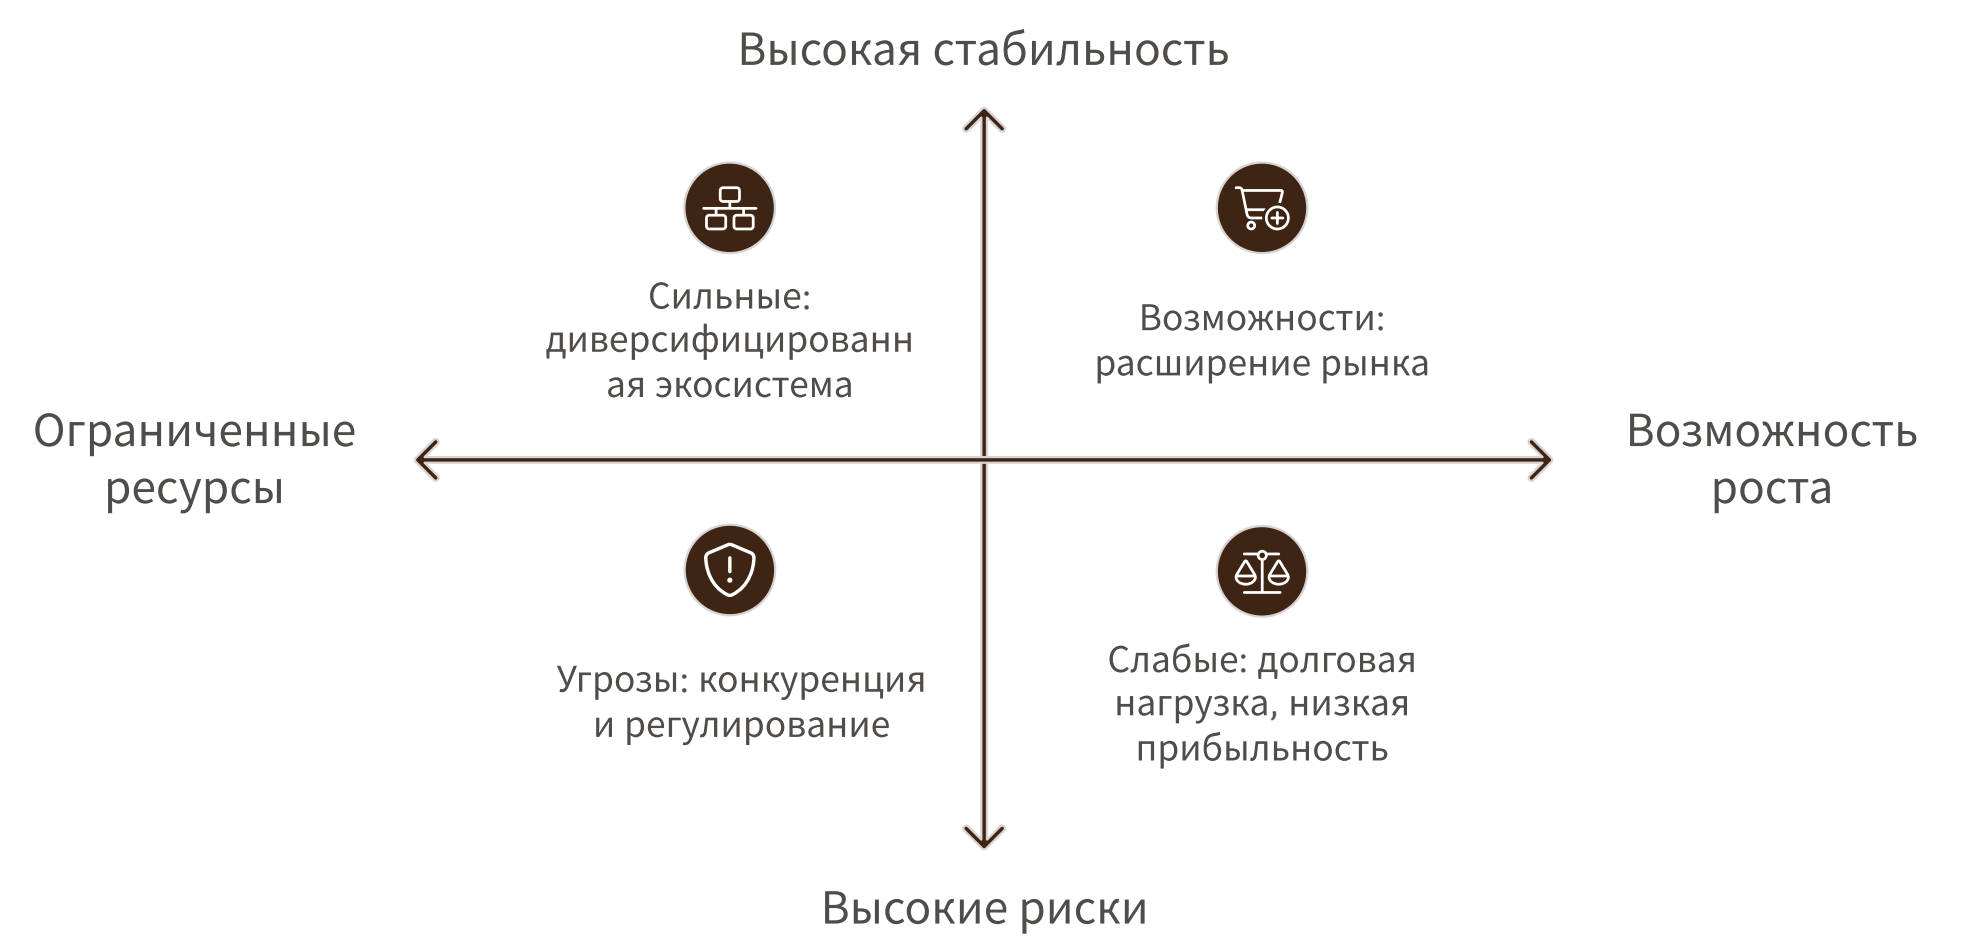 Высокая стабильность
Сильные:
диверсифицированн
ая экосистема
Возможности:
расширение рынка
Ограниченные
ресурсы
Возможность
роста
Угрозы: конкуренция
и регулирование
Слабые: долговая
нагрузка, низкая
прибыльность
Высокие риски